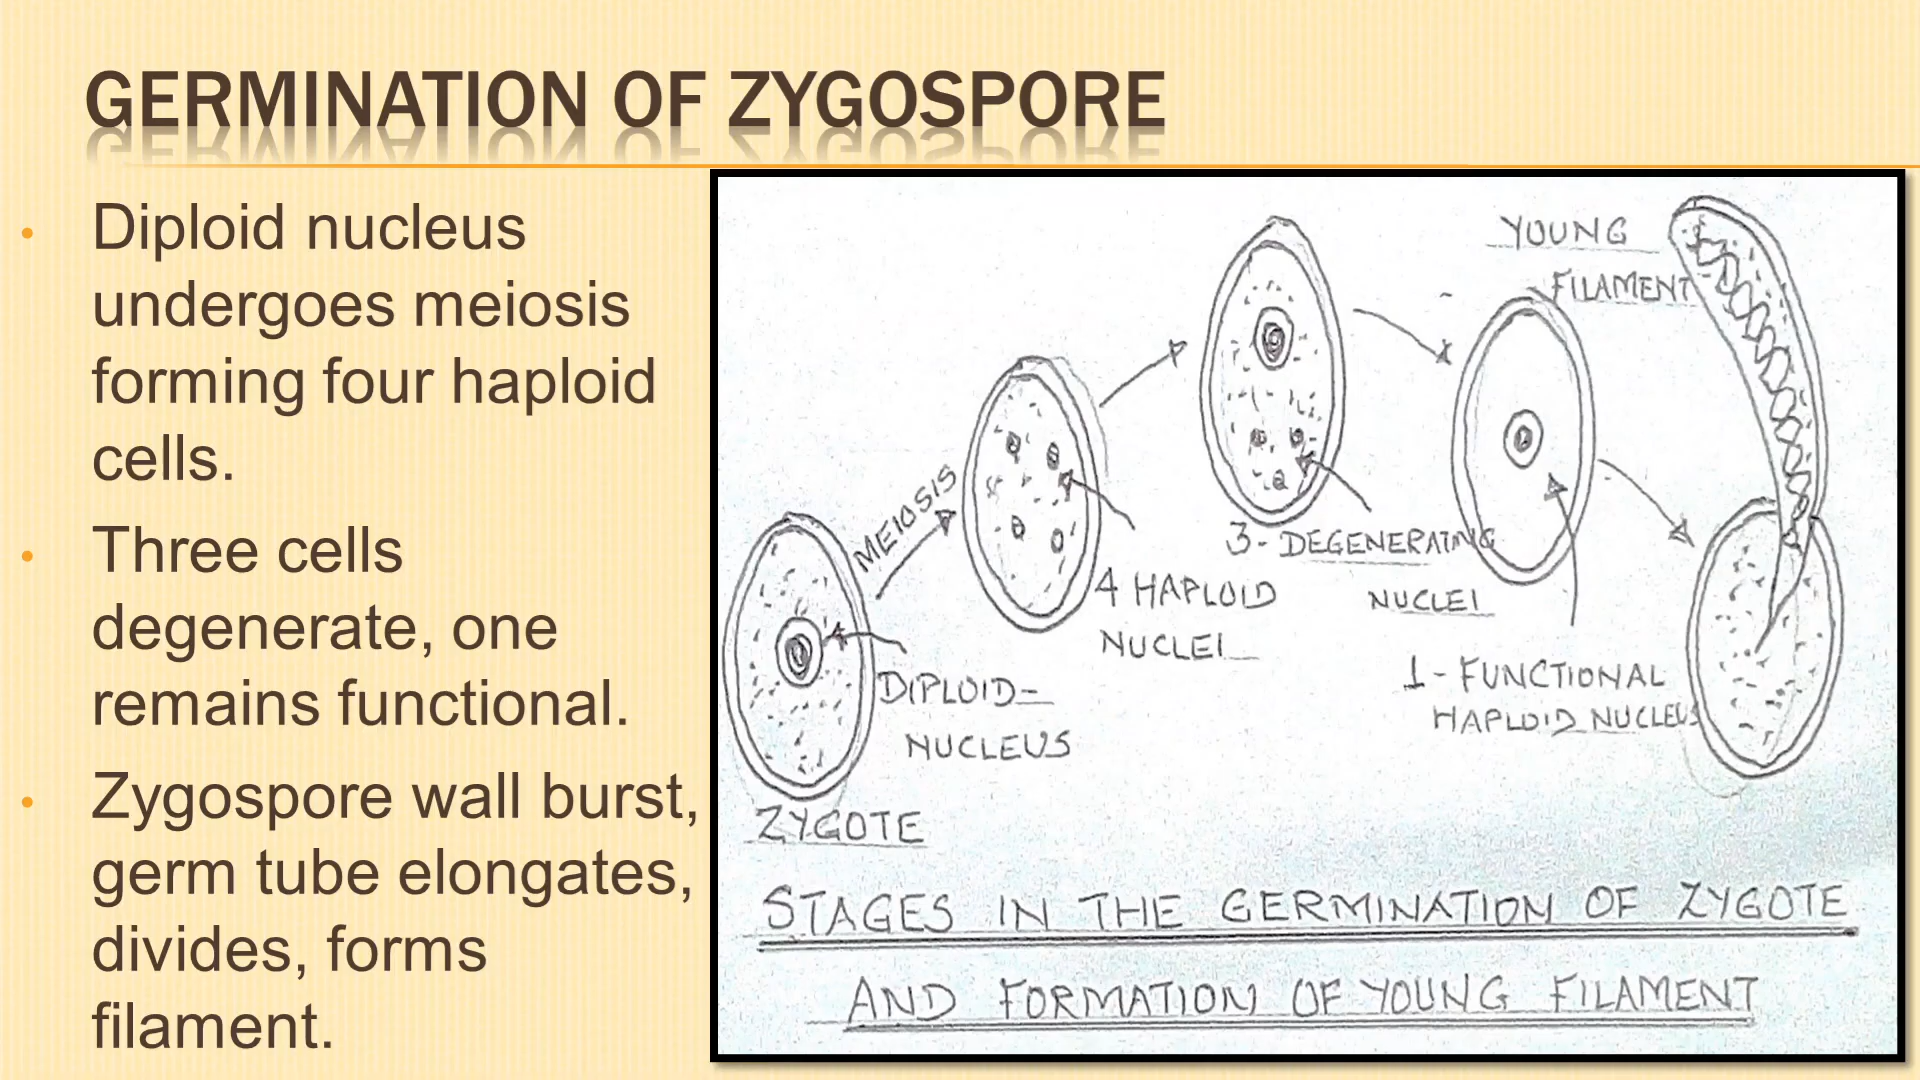 GERMINATION OF ZYGOSPORE
• Diploid nucleus
undergoes meiosis
forming four haploid
cells.
• Three cells
degenerate, one
remains functional.
• Zygospore wall burst,
germ tube elongates,
divides, forms
filament.
YOUNG
FILAMENT
MEIOSIS
3- DEGENERATING
NUCLEI
4 HAPLOID
NUCLEI
1- FUNCTIONAL
HAPLOID NUCLEUS
DIPLOID-
NUCLEUS
ZYGOTE
STAGES IN THE GERMINATION OF ZYGOTE
AND FORMATION OF YOUNG FILAMENT